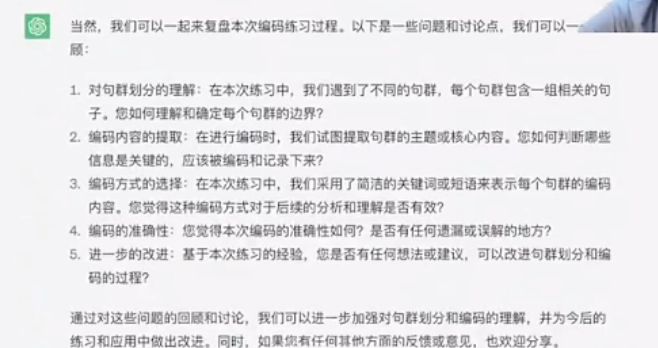 当然，我们可以一起来复盘本次编码练习过程。以下是一些问题和讨论点，我们可以一
顾：
1. 对句群划分的理解：在本次练习中，我们遇到了不同的句群，每个句群包含一组相关的句
子。您如何理解和确定每个句群的边界？
2. 编码内容的提取：在进行编码时，我们试图提取句群的主题或核心内容。您如何判断哪些
信息是关键的，应该被编码和记录下来？
3. 编码方式的选择：在本次练习中，我们采用了简洁的关键词或短语来表示每个句群的编码
内容。您觉得这种编码方式对于后续的分析和理解是否有效？
4. 编码的准确性：您觉得本次编码的准确性如何？是否有任何遗漏或误解的地方？
5. 进一步的改进：基于本次练习的经验，您是否有任何想法或建议，可以改进句群划分和编
码的过程？
通过对这些问题的回顾和讨论，我们可以进一步加强对句群划分和编码的理解，并为今后的
练习和应用中做出改进。同时，如果您有任何其他方面的反馈或意见，也欢迎分享。